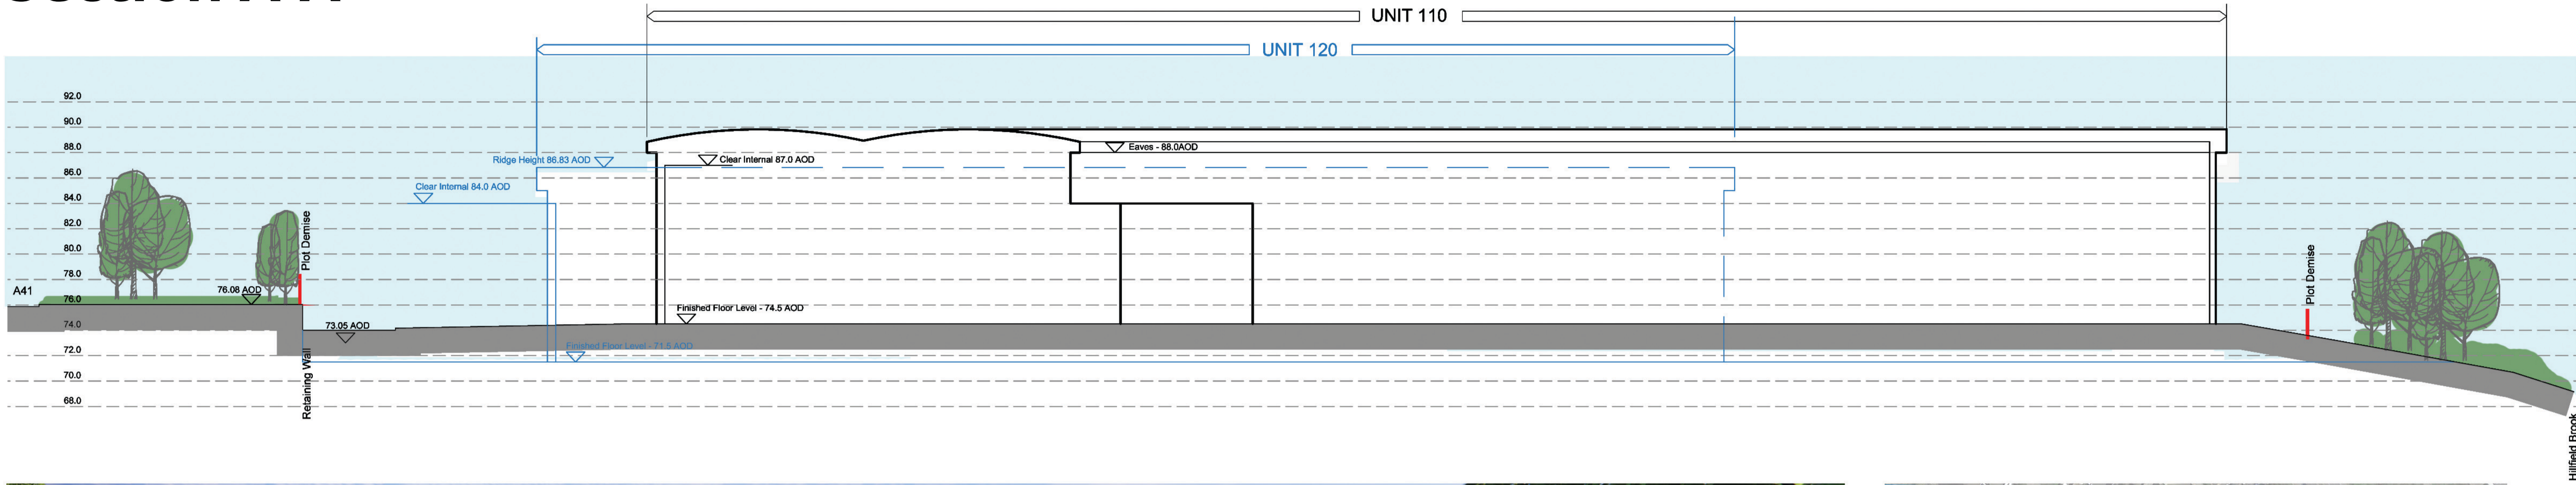 UNIT 110
UNIT 120
92.0
90.0
88.0
86.0
84.0
82.0
80.0
78.0
76.0
74.0
72.0
70.0
68.0
Ridge Height 86.83 AOD
Clear Internal 87.0 AOD
Eaves - 88.0AOD
Clear Internal 84.0 AOD
Plot Demise
A41
76.08 AOD
73.05 AOD
Finished Floor Level - 74.5 AOD
Finished Floor Level - 71.5 AOD
Retaining Wall
Plot Demise
Hillfield Brook